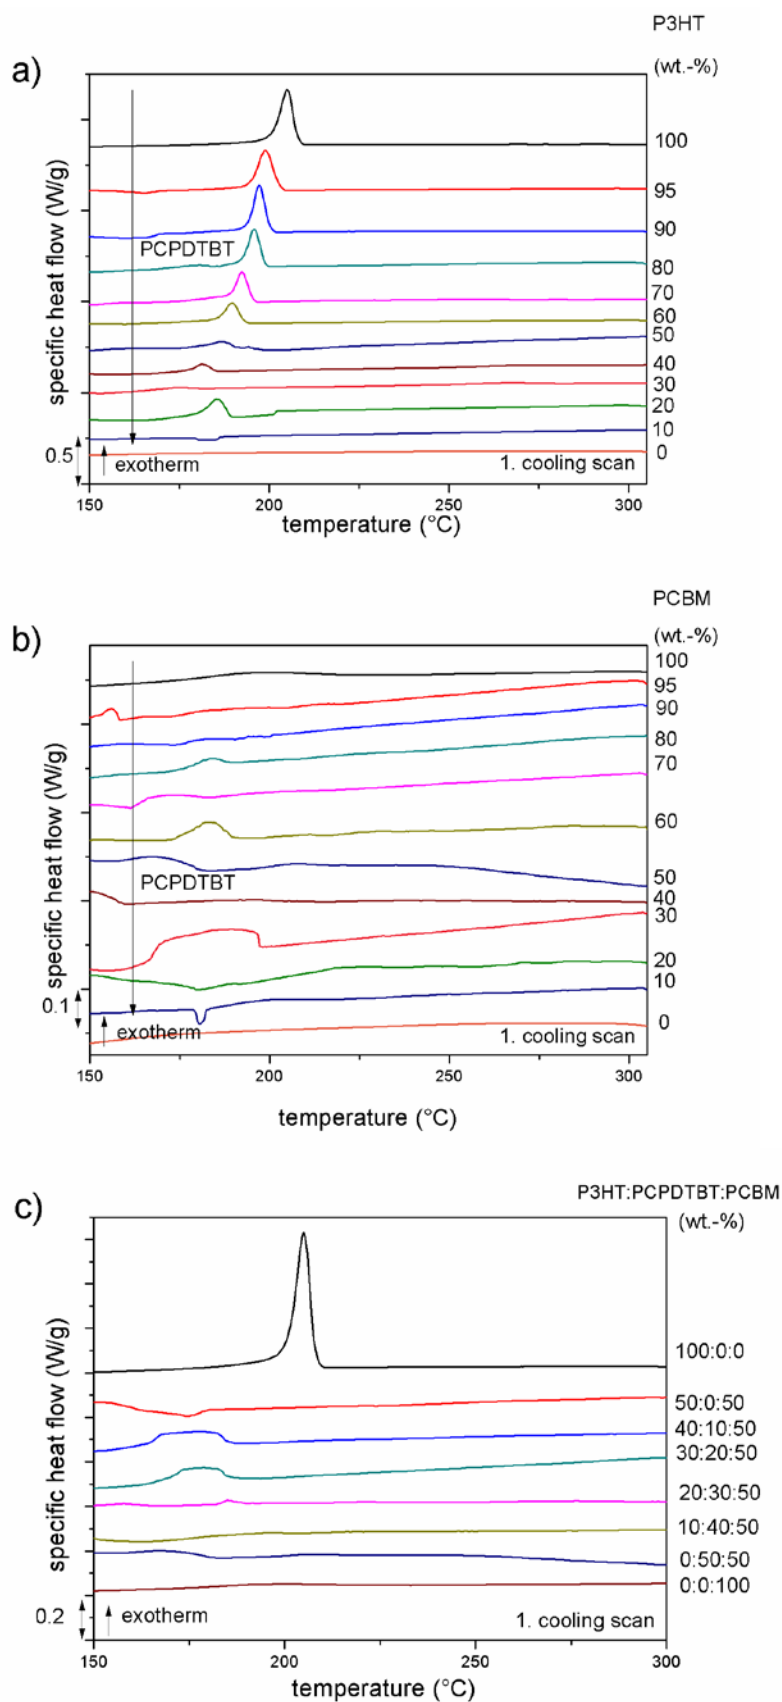 P3HT
a)
(wt.-%)
100
95
90
PCPDTBT
80
70
60
50
40
30
20
10
0
0.5
exotherm
1. cooling scan
specific heat flow (W/g)
150
200
250
300
temperature (°C)
PCBM
b)
(wt.-%)
100
95
90
80
70
60
50
PCPDTBT
40
30
20
10
0
0.1
exotherm
1. cooling scan
specific heat flow (W/g)
150
200
250
300
temperature (°C)
P3HT:PCPDTBT:PCBM
c)
(wt.-%)
100:0:0
50:0:50
40:10:50
30:20:50
20:30:50
10:40:50
0:50:50
0:0:100
0.2
exotherm
1. cooling scan
specific heat flow (W/g)
150
200
250
300
temperature (°C)